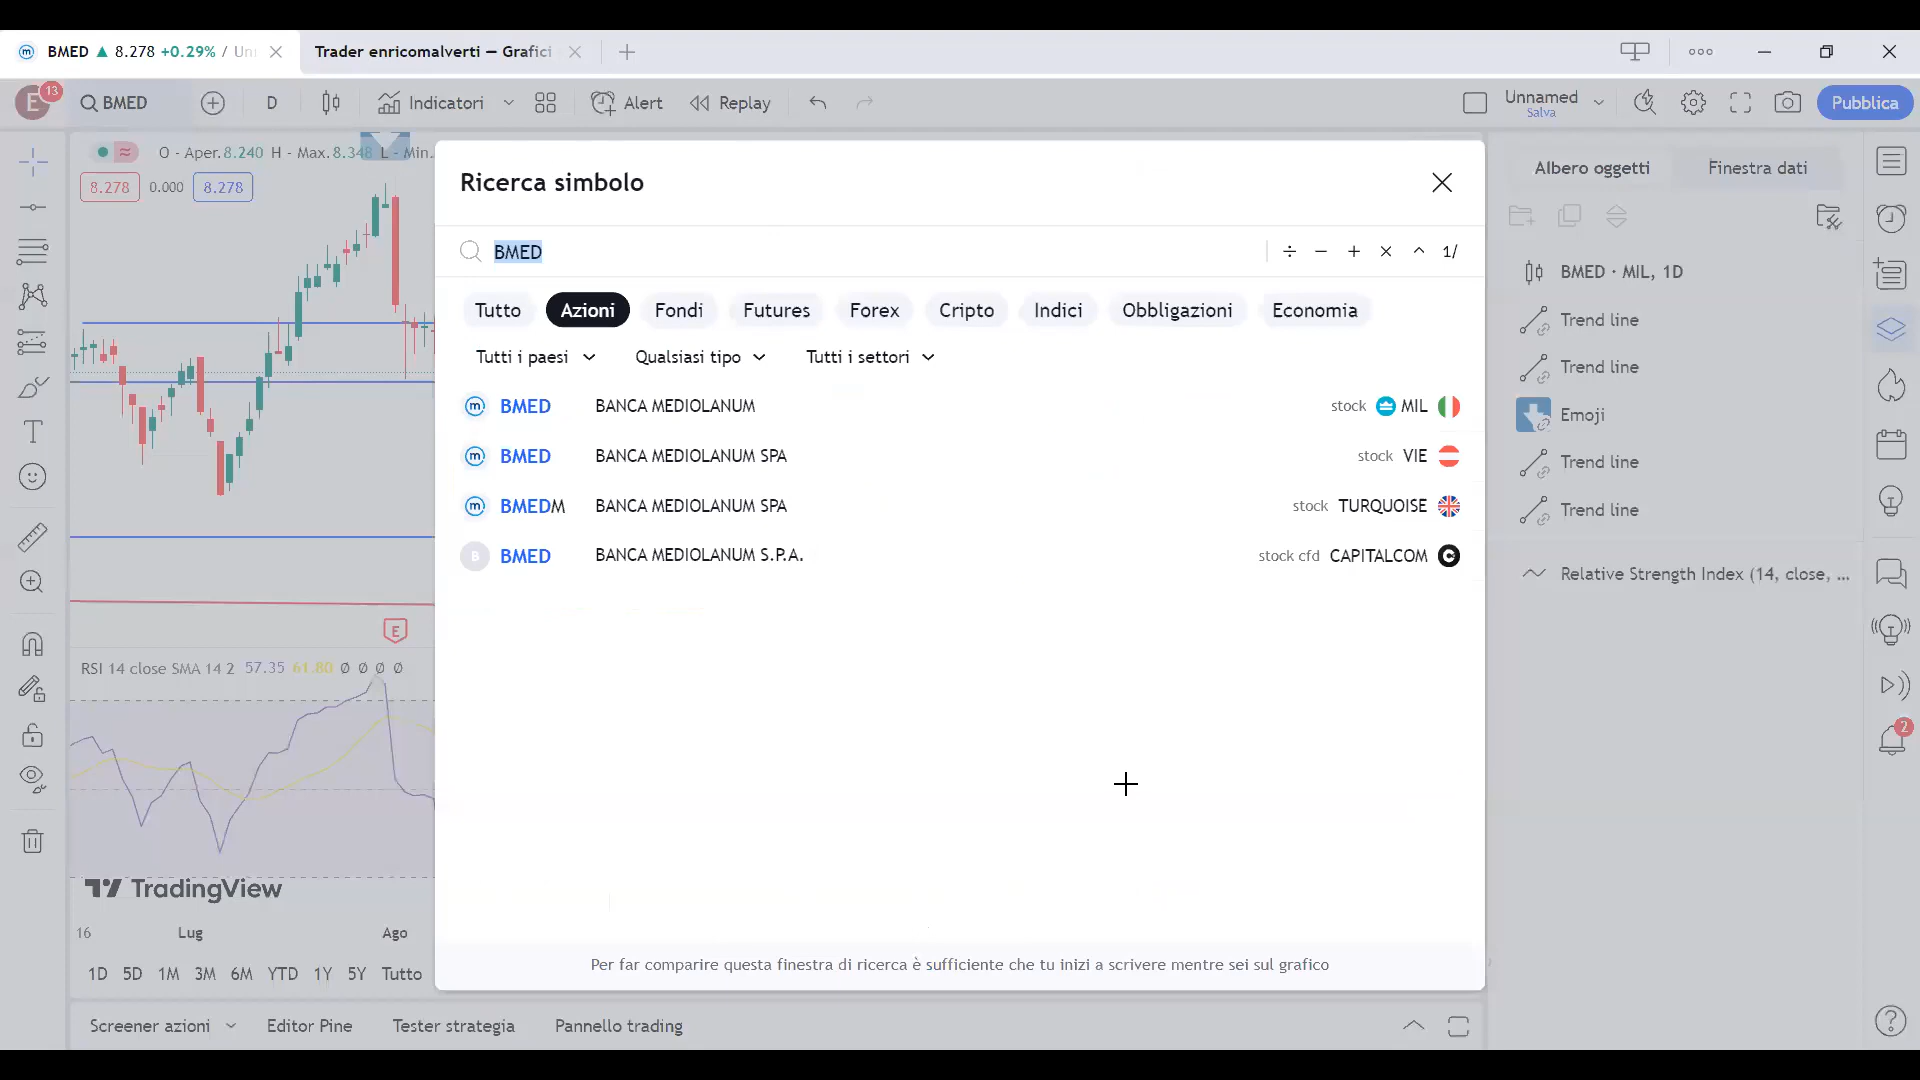 BMED ▲ 8.278 +0.29% / Un
Trader enricomalverti — Grafici
E 13
BMED
D
Indicatori
Alert
Replay
Unnamed
Salva
Pubblica
O - Aper.8.240 H - Max.8.348 L - Min.
8.278 0.000 8.278
Ricerca simbolo
BMED
÷ − + × ^ 1/
Tutto Azioni Fondi Futures Forex Cripto Indici Obbligazioni Economia
Tutti i paesi Qualsiasi tipo Tutti i settori
BMED BANCA MEDIOLANUM stock MIL
BMED BANCA MEDIOLANUM SPA stock VIE
BMEDM BANCA MEDIOLANUM SPA stock TURQUOISE
B BMED BANCA MEDIOLANUM S.P.A. stock cfd CAPITALCOM
Per far comparire questa finestra di ricerca è sufficiente che tu inizi a scrivere mentre sei sul grafico
Albero oggetti Finestra dati
BMED · MIL, 1D
Trend line
Trend line
Emoji
Trend line
Trend line
Relative Strength Index (14, close, ...
2
E
RSI 14 close SMA 14 2 57.35 61.80 Ø Ø Ø Ø
TradingView
16 Lug Ago
1D 5D 1M 3M 6M YTD 1Y 5Y Tutto
Screener azioni Editor Pine Tester strategia Pannello trading